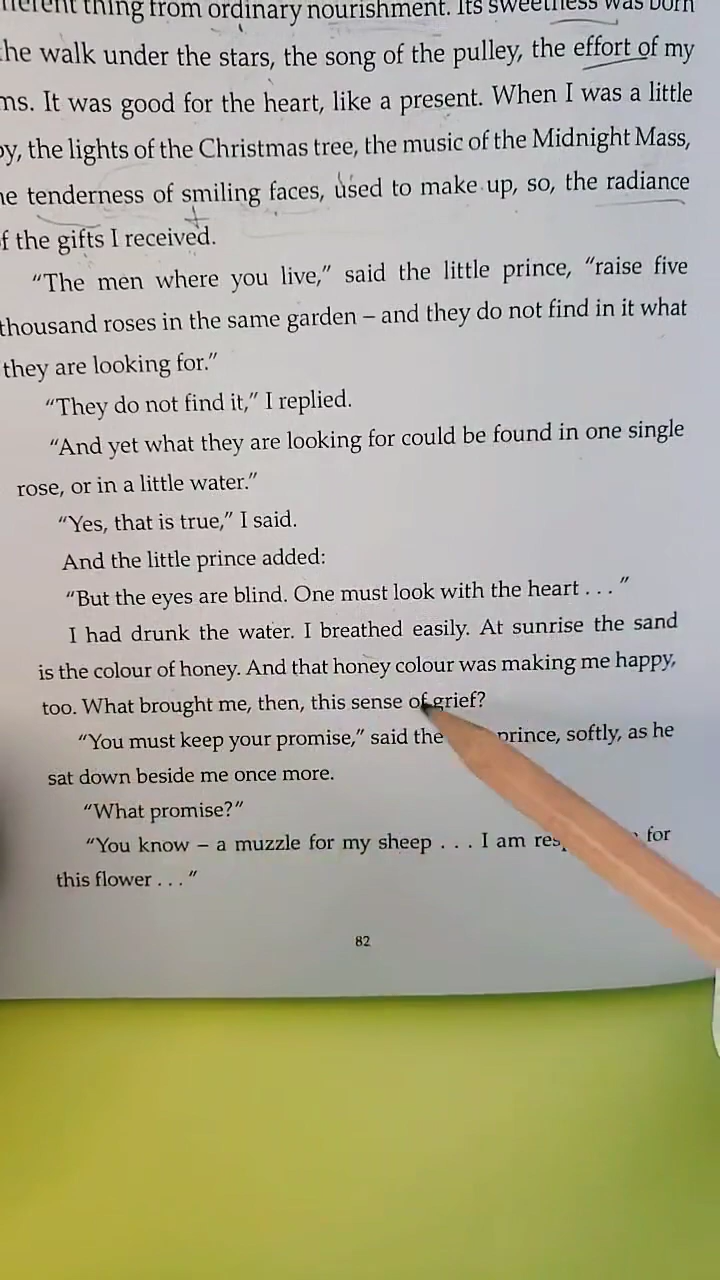 thing from ordinary nourishment. Its sweetness was born
he walk under the stars, the song of the pulley, the effort of my
ms. It was good for the heart, like a present. When I was a little
oy, the lights of the Christmas tree, the music of the Midnight Mass,
he tenderness of smiling faces, used to make up, so, the radiance
f the gifts I received.
“The men where you live,” said the little prince, “raise five
thousand roses in the same garden – and they do not find in it what
they are looking for.”
“They do not find it,” I replied.
“And yet what they are looking for could be found in one single
rose, or in a little water.”
“Yes, that is true,” I said.
And the little prince added:
“But the eyes are blind. One must look with the heart . . . ”
I had drunk the water. I breathed easily. At sunrise the sand
is the colour of honey. And that honey colour was making me happy,
too. What brought me, then, this sense of grief?
“You must keep your promise,” said the prince, softly, as he
sat down beside me once more.
“What promise?”
“You know – a muzzle for my sheep . . . I am for
this flower . . . ”
82